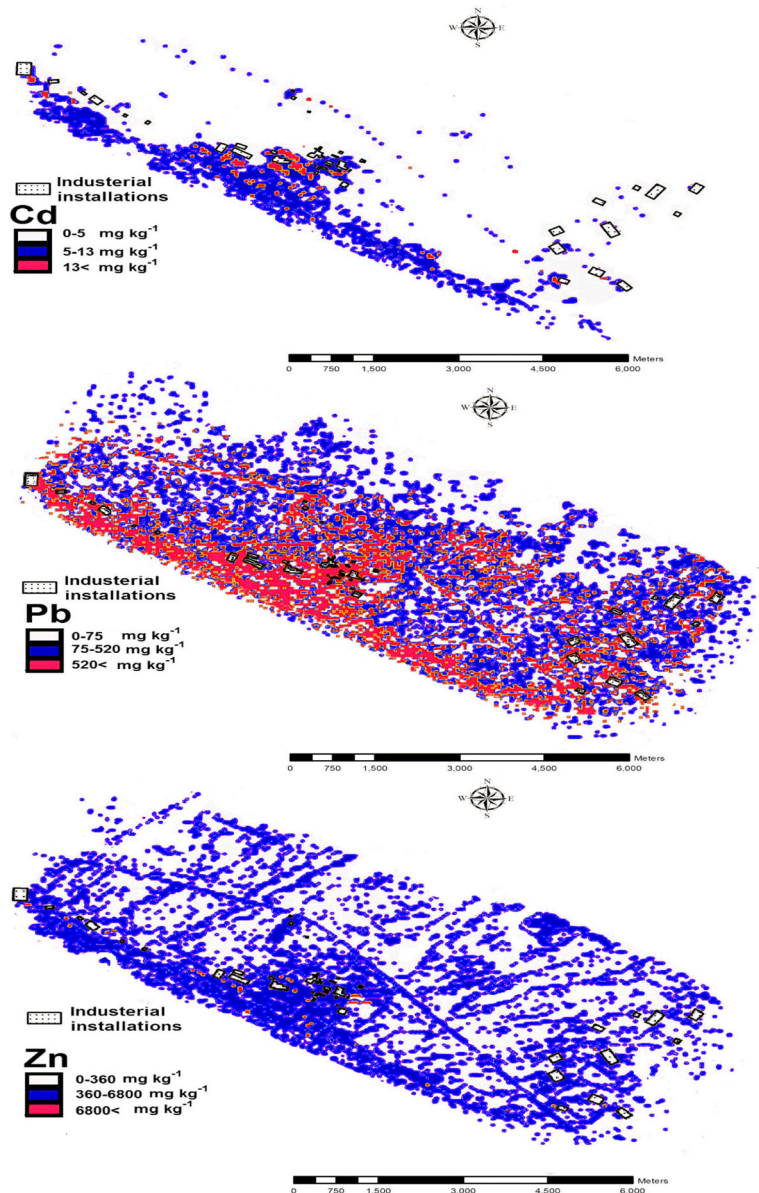 N
W E
S
Industerial
installations
Cd
0-5 mg kg-1
5-13 mg kg-1
13< mg kg-1
Meters
0 750 1,500 3,000 4,500 6,000
N
W E
S
Industerial
installations
Pb
0-75 mg kg-1
75-520 mg kg-1
520< mg kg-1
Meters
0 750 1,500 3,000 4,500 6,000
N
W E
S
Industerial
installations
Zn
0-360 mg kg-1
360-6800 mg kg-1
6800< mg kg-1
Meters
0 750 1,500 3,000 4,500 6,000